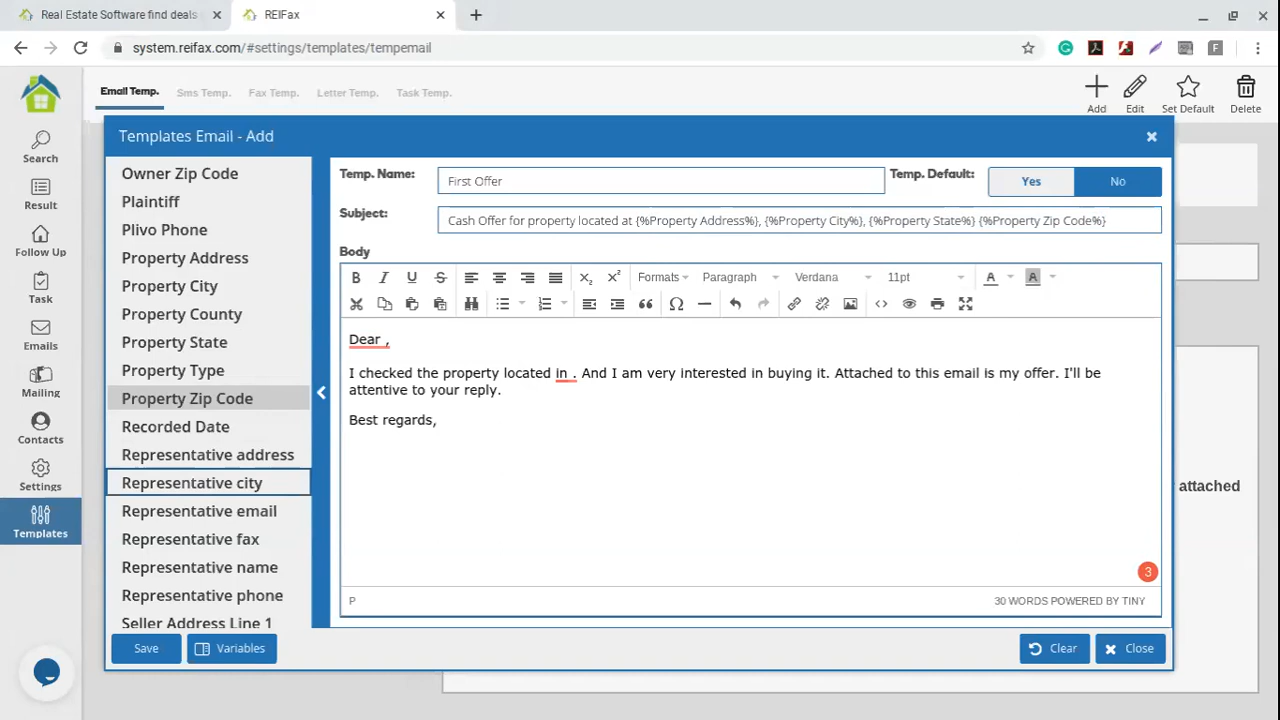 Real Estate Software find deals
REIFax
system.reifax.com/#settings/templates/tempemail
Email Temp.
Sms Temp.
Fax Temp.
Letter Temp.
Task Temp.
Add
Edit
Set Default
Delete
Search
Result
Follow Up
Task
Emails
Mailing
Contacts
Settings
Templates
Templates Email - Add
Owner Zip Code
Plaintiff
Plivo Phone
Property Address
Property City
Property County
Property State
Property Type
Property Zip Code
Recorded Date
Representative address
Representative city
Representative email
Representative fax
Representative name
Representative phone
Seller Address Line 1
Temp. Name:
First Offer
Temp. Default:
Yes
No
Subject:
Cash Offer for property located at {%Property Address%}, {%Property City%}, {%Property State%} {%Property Zip Code%}
Body
Formats
Paragraph
Verdana
11pt
Dear ,
I checked the property located in . And I am very interested in buying it. Attached to this email is my offer. I'll be
attentive to your reply.
Best regards,
3
P
30 WORDS POWERED BY TINY
attached
Save
Variables
Clear
Close